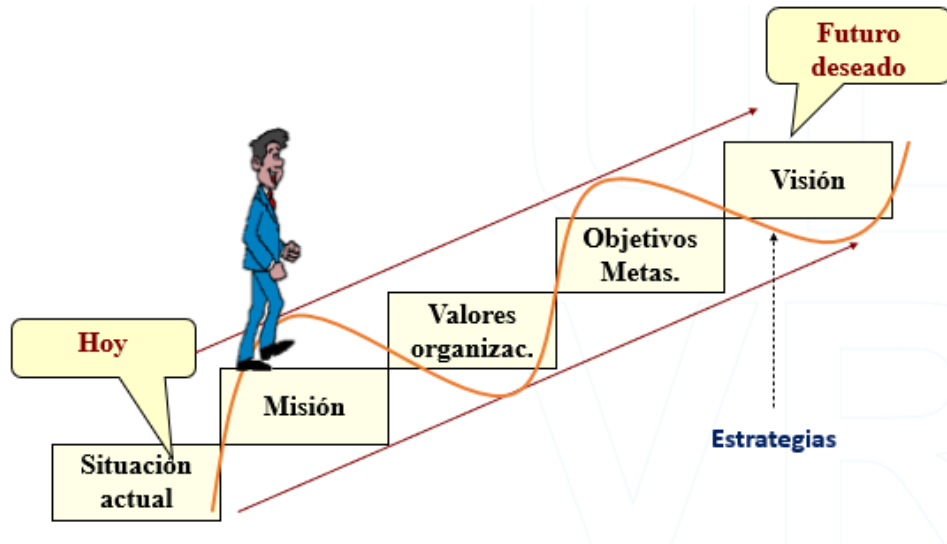 Futuro
deseado
Visión
Objetivos
Metas.
Valores
organizac.
Hoy
Misión
Estrategias
Situación
actual